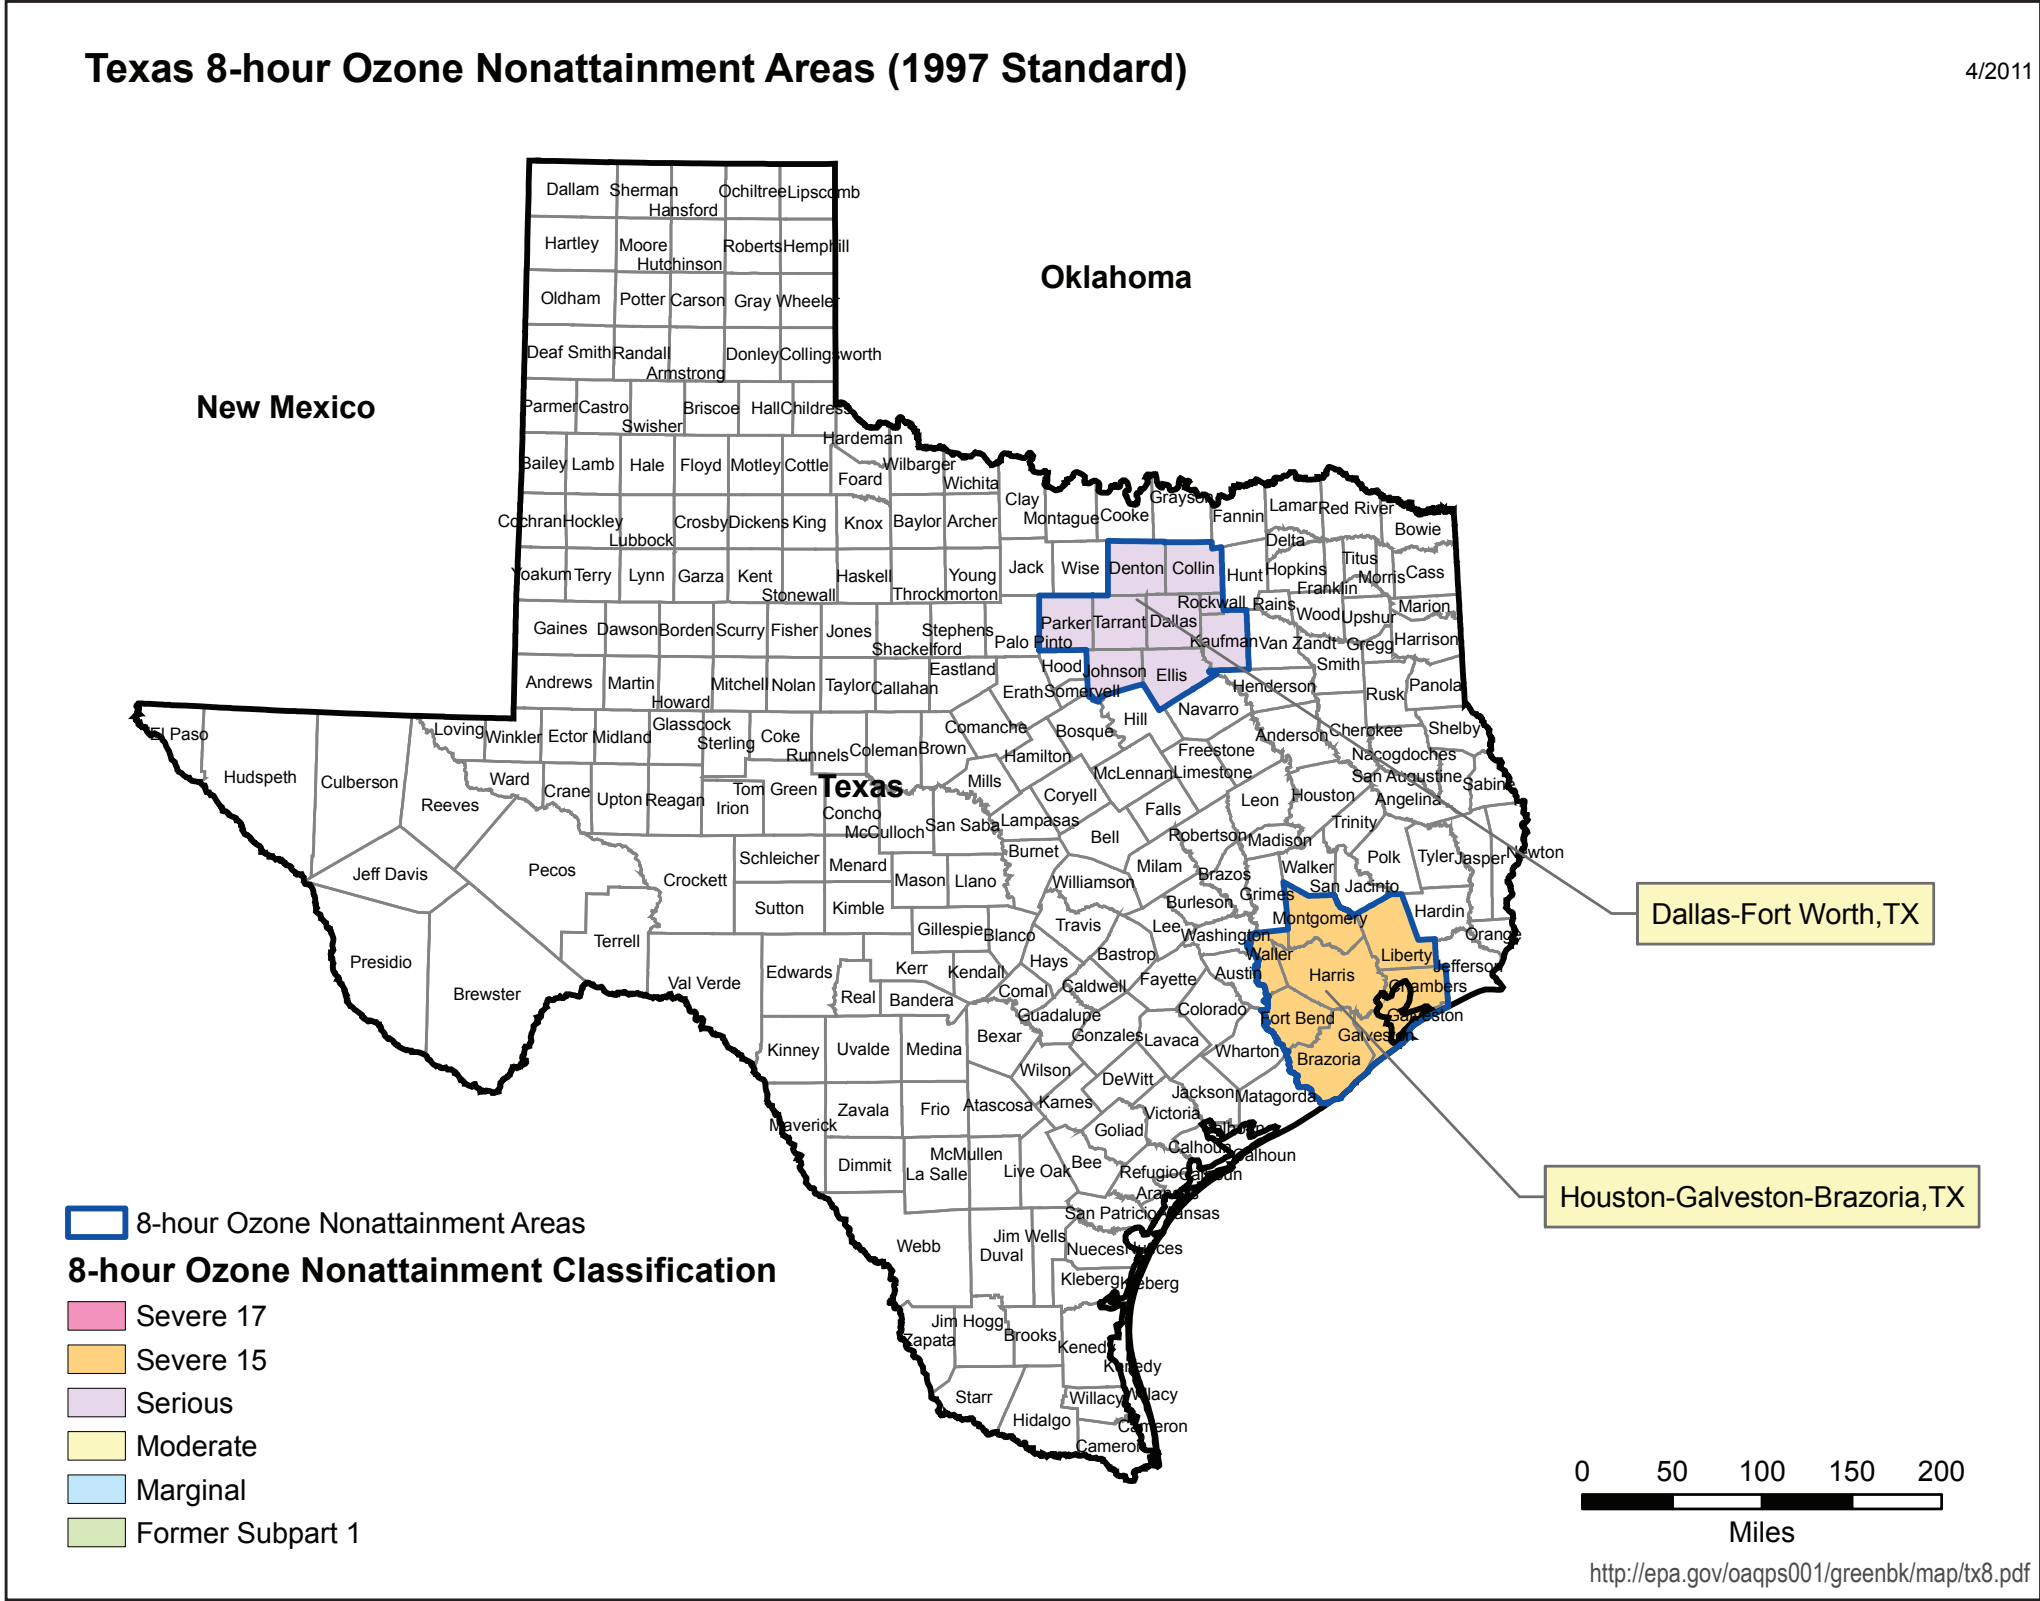 Texas 8-hour Ozone Nonattainment Areas (1997 Standard)
4/2011
Dallam Sherman Ochiltree Lipscomb
Hansford
Hartley Moore Roberts Hemphill
Hutchinson
Oklahoma
Oldham Potter Carson Gray Wheeler
Deaf Smith Randall Donley Collingsworth
Armstrong
New Mexico
Parmer Castro Briscoe Hall Childress
Swisher
Hardeman
Bailey Lamb Hale Floyd Motley Cottle Wilbarger
Foard Wichita
Clay Grayson
Montague Cooke Fannin Lamar Red River
Bowie
Cochran Hockley Crosby Dickens King Knox Baylor Archer
Lubbock Delta
Titus
Yoakum Terry Lynn Garza Kent Haskell Young Jack Wise Denton Collin Hunt Hopkins Morris Cass
Stonewall Throckmorton Franklin
Rockwall Rains Wood Upshur Marion
Gaines Dawson Borden Scurry Fisher Jones Stephens Parker Tarrant Dallas
Shackelford Palo Pinto Kaufman Van Zandt Gregg Harrison
Smith
Eastland Hood Johnson Ellis
Andrews Martin Mitchell Nolan Taylor Callahan Erath Somervell Henderson Rusk Panola
Howard
Navarro
El Paso Loving Winkler Ector Midland Glasscock Sterling Coke Runnels Coleman Brown Comanche Bosque Hill Anderson Cherokee Shelby
Hudspeth Culberson Hamilton Freestone Nacogdoches
Reeves Ward Crane Upton Reagan Irion Tom Green Texas Mills McLennan Limestone San Augustine Sabine
Concho Coryell Leon Houston Angelina
McCulloch San Saba Lampasas Falls Trinity
Bell Robertson Madison
Jeff Davis Pecos Crockett Schleicher Menard Burnet Milam Walker Polk Tyler Jasper Newton
Mason Llano Williamson Brazos San Jacinto
Sutton Kimble Burleson Grimes
Dallas-Fort Worth,TX
Terrell Gillespie Blanco Travis Lee Washington Montgomery Hardin Orange
Presidio Brewster Val Verde Edwards Kerr Kendall Hays Bastrop Waller Liberty Jefferson
Real Bandera Comal Caldwell Fayette Austin Harris Chambers
Guadalupe Colorado Fort Bend Galveston
Kinney Uvalde Medina Bexar Gonzales Lavaca Wharton Galveston
Brazoria
Wilson DeWitt
Jackson Matagorda
Maverick Zavala Frio Atascosa Karnes Victoria
Goliad Calhoun
Calhoun Calhoun
Dimmit La Salle McMullen Live Oak Bee Refugio Calhoun
Aransas
San Patricio Aransas
Houston-Galveston-Brazoria,TX
Webb Duval Jim Wells Nueces Nueces
Kleberg Kleberg
Zapata Jim Hogg Brooks Kenedy
Kenedy
Starr Hidalgo Willacy Willacy
Cameron
Cameron
8-hour Ozone Nonattainment Areas
8-hour Ozone Nonattainment Classification
Severe 17
Severe 15
Serious
Moderate
Marginal
Former Subpart 1
0 50 100 150 200
Miles
http://epa.gov/oaqps001/greenbk/map/tx8.pdf